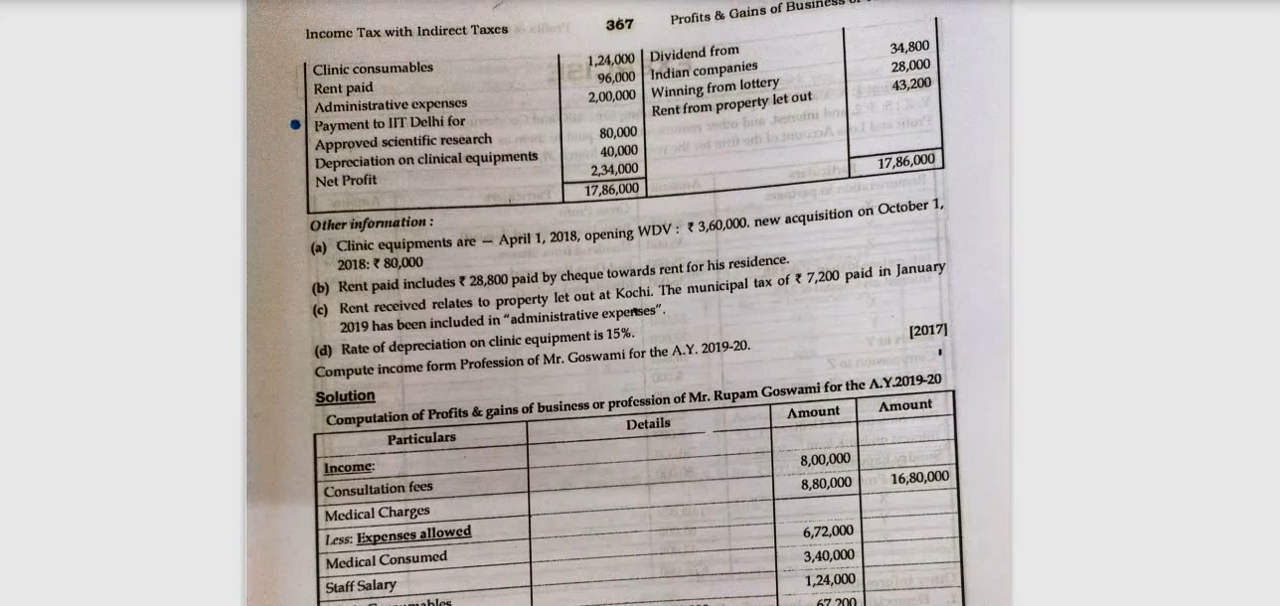 Income Tax with Indirect Taxes 367 Profits & Gains of Business
Clinic consumables 1,24,000 Dividend from 34,800
Rent paid 96,000 Indian companies 28,000
Administrative expenses 2,00,000 Winning from lottery 43,200
Payment to IIT Delhi for Rent from property let out
Approved scientific research 80,000
Depreciation on clinical equipments 40,000
Net Profit 2,34,000
17,86,000 17,86,000
Other information :
(a) Clinic equipments are — April 1, 2018, opening WDV : ₹ 3,60,000. new acquisition on October 1,
2018: ₹ 80,000
(b) Rent paid includes ₹ 28,800 paid by cheque towards rent for his residence.
(c) Rent received relates to property let out at Kochi. The municipal tax of ₹ 7,200 paid in January
2019 has been included in "administrative expenses".
(d) Rate of depreciation on clinic equipment is 15%.
Compute income form Profession of Mr. Goswami for the A.Y. 2019-20. [2017]
Solution
Computation of Profits & gains of business or profession of Mr. Rupam Goswami for the A.Y.2019-20
Particulars Details Amount Amount
Income:
Consultation fees 8,00,000
Medical Charges 8,80,000 16,80,000
Less: Expenses allowed
Medical Consumed 6,72,000
Staff Salary 3,40,000
1,24,000
67,200